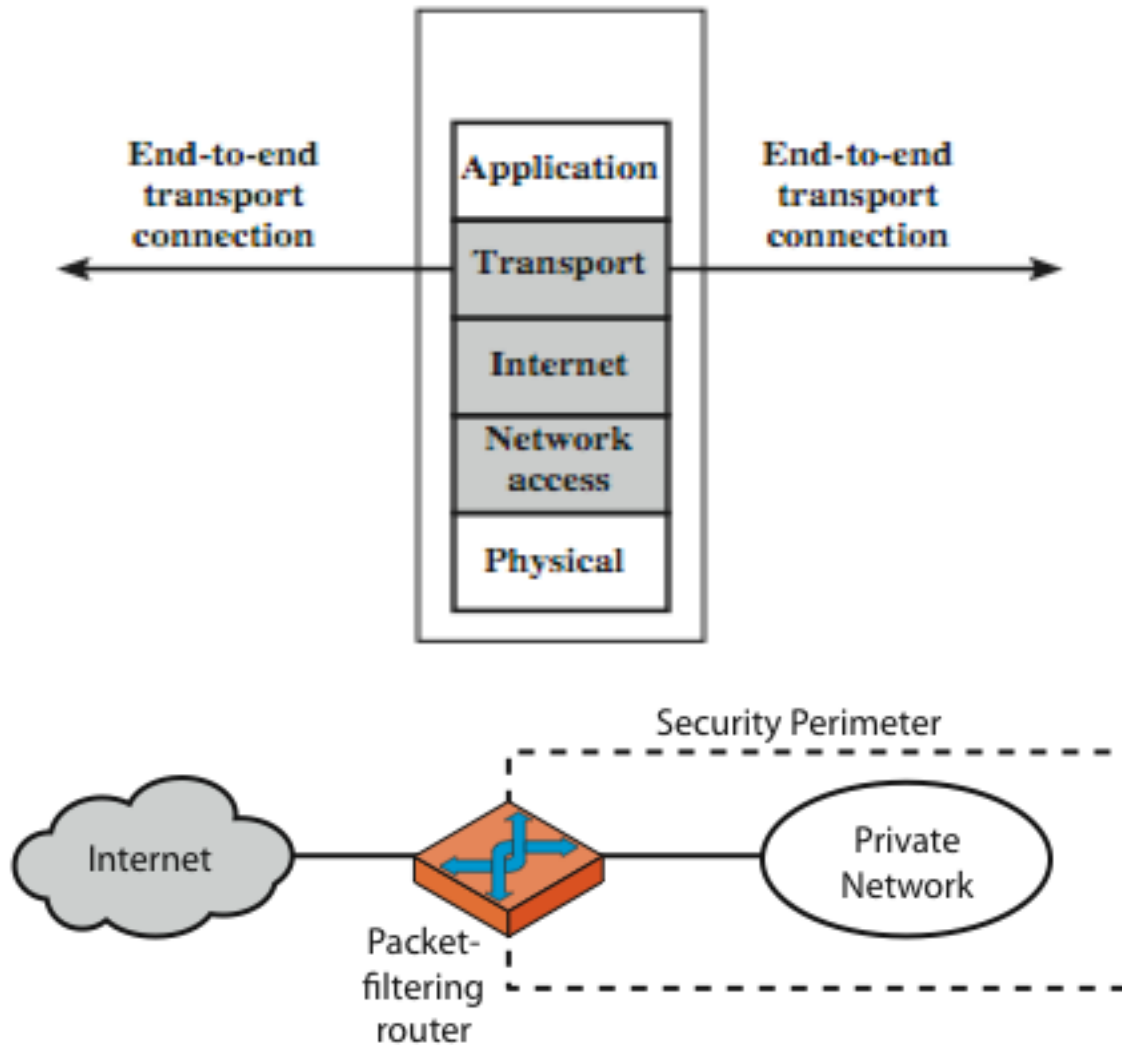 End-to-end
transport
connection
End-to-end
transport
connection
Application
Transport
Internet
Network
access
Physical
Security Perimeter
Internet
Private
Network
Packet-
filtering
router